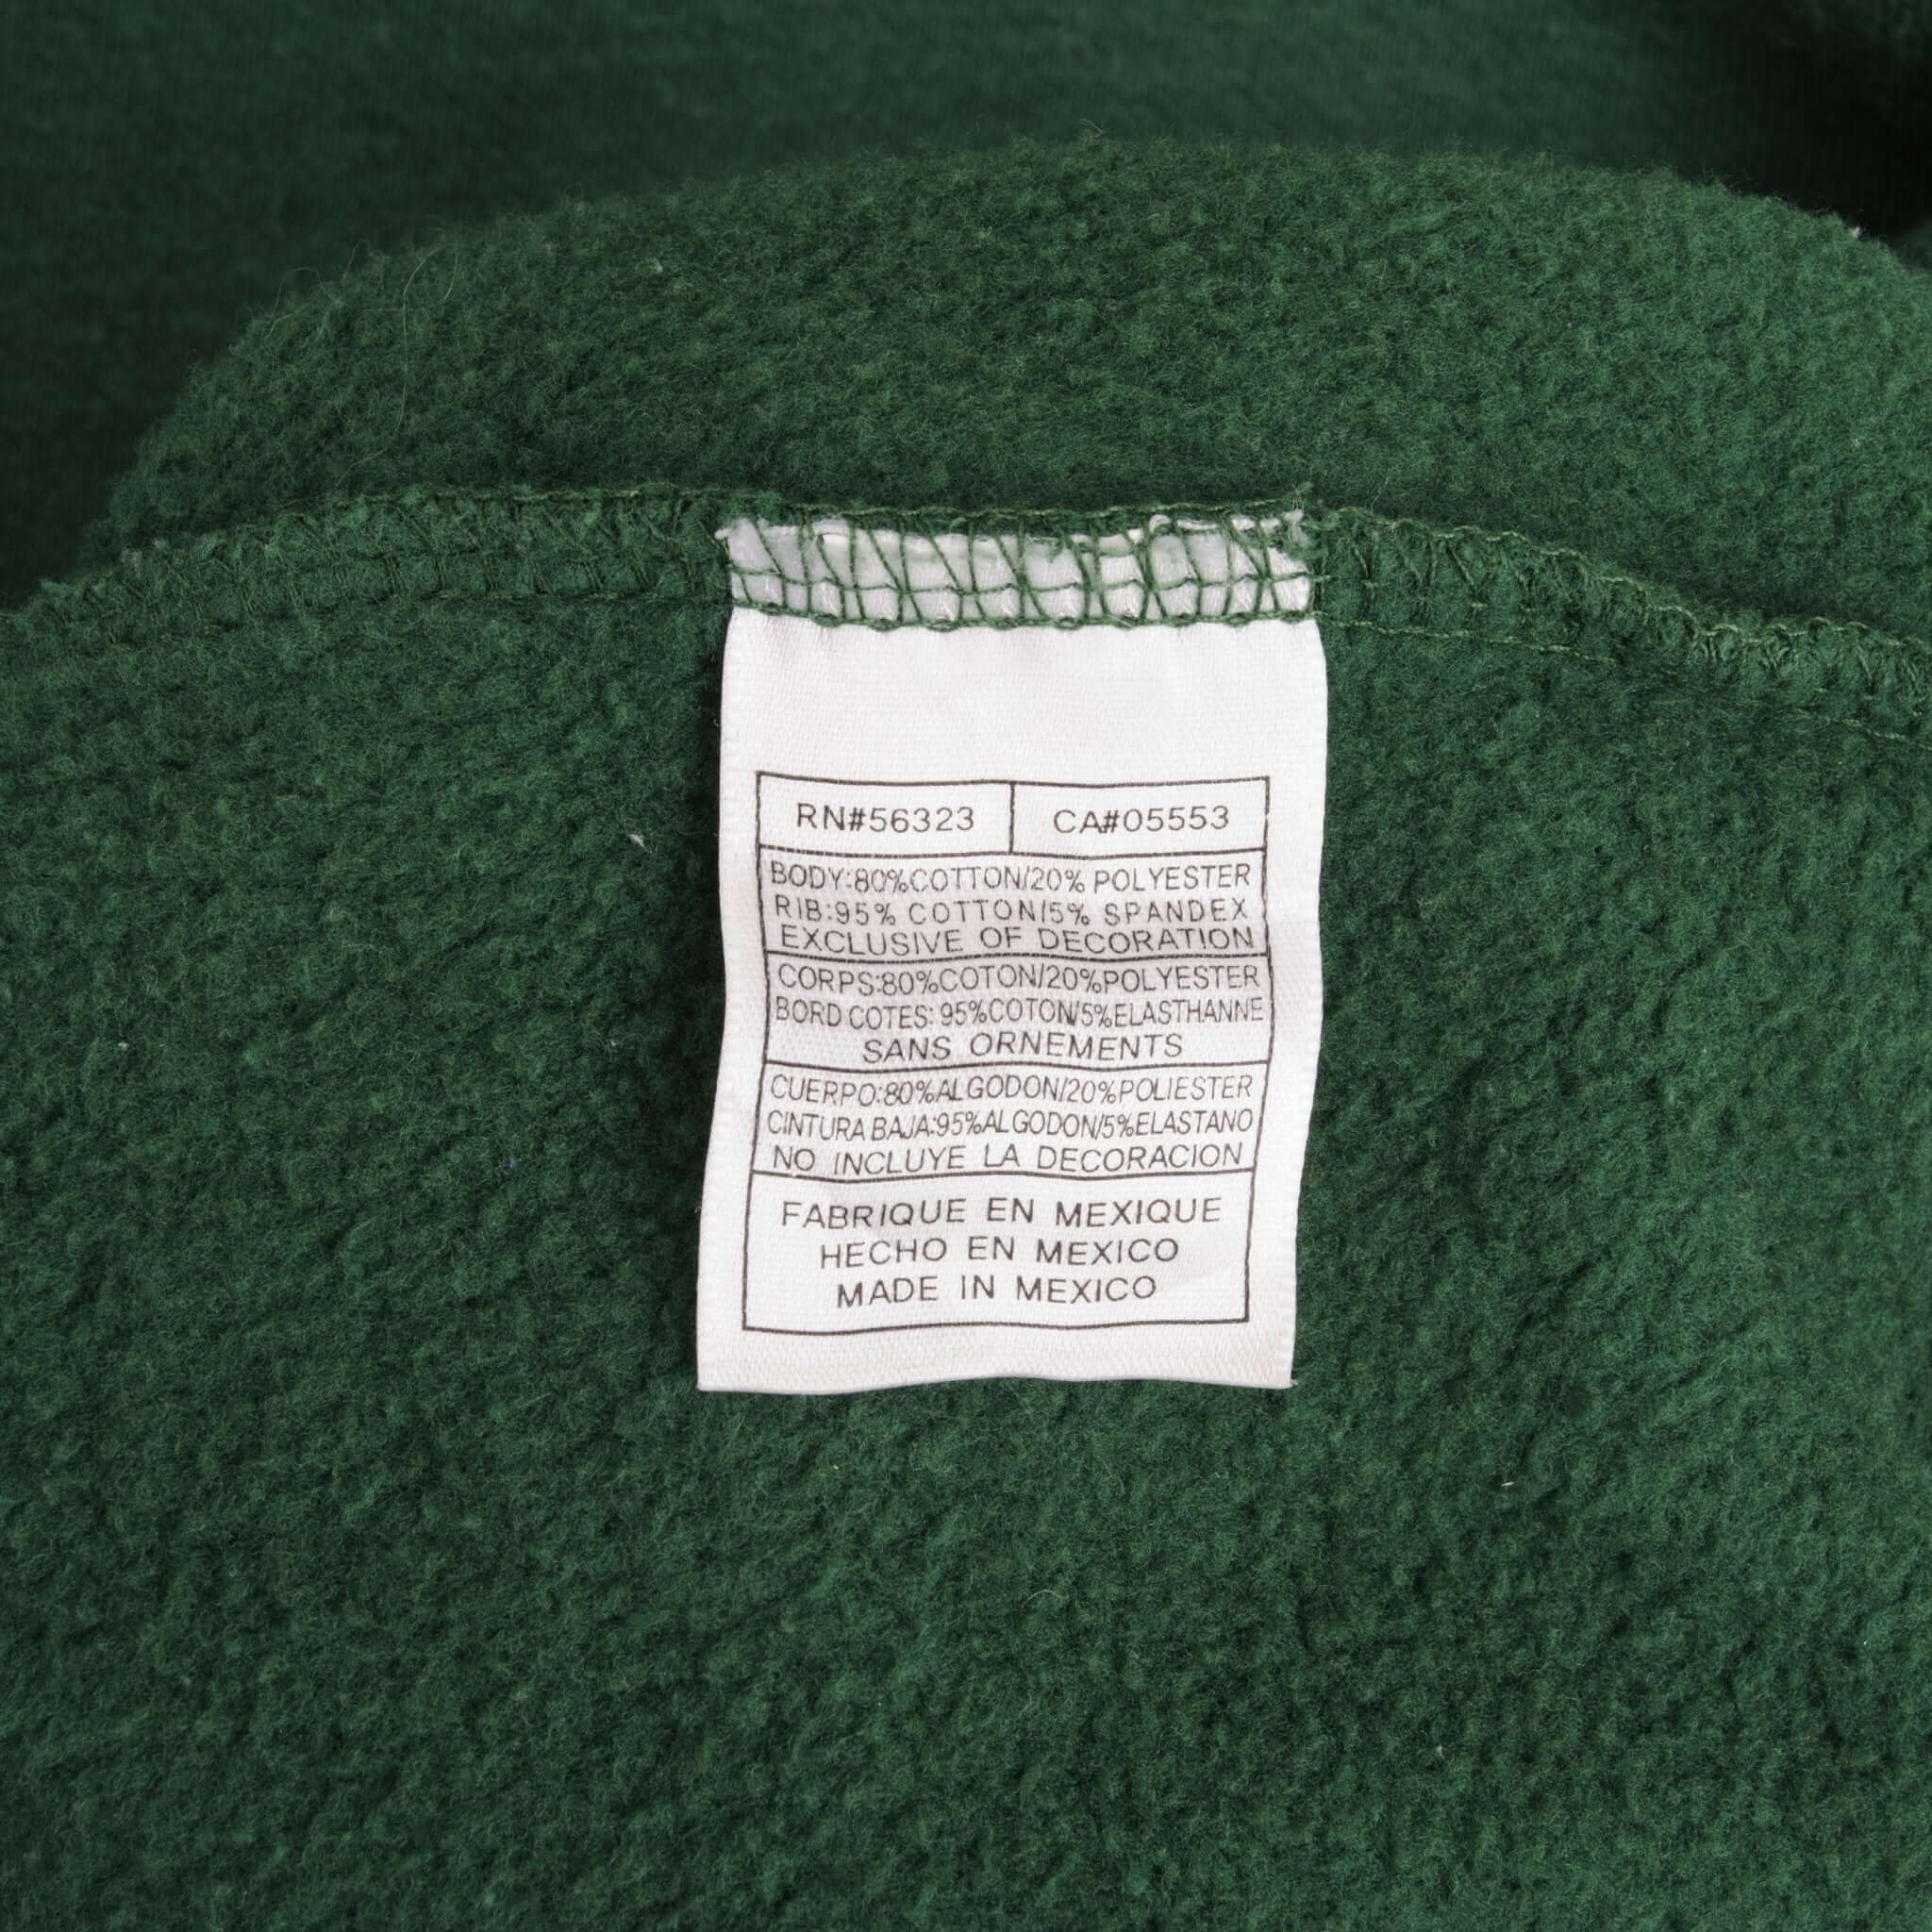 RN#56323 CA#05553
BODY:80%COTTON/20% POLYESTER
RIB:95% COTTON/5% SPANDEX
EXCLUSIVE OF DECORATION
CORPS:80%COTON/20%POLYESTER
BORD COTES: 95%COTON/5%ELASTHANNE
SANS ORNEMENTS
CUERPO:80%ALGODON/20%POLIESTER
CINTURA BAJA:95%ALGODON/5%ELASTANO
NO INCLUYE LA DECORACION
FABRIQUE EN MEXIQUE
HECHO EN MEXICO
MADE IN MEXICO